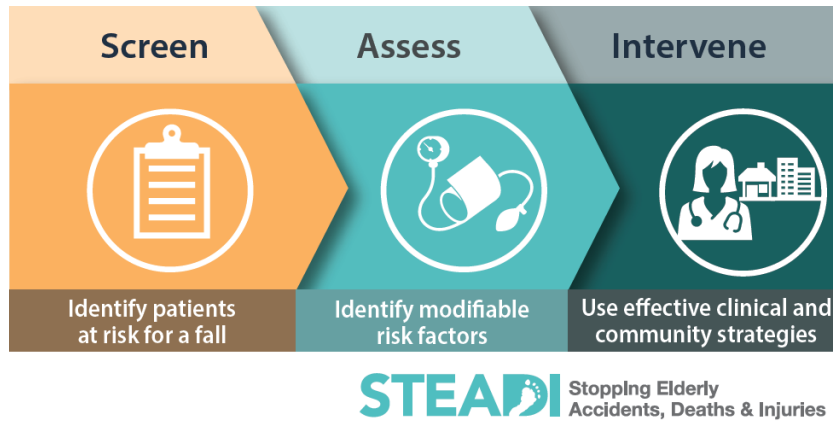 Screen
Assess
Intervene
Identify patients
at risk for a fall
Identify modifiable
risk factors
Use effective clinical and
community strategies
STEADI
Stopping Elderly
Accidents, Deaths & Injuries